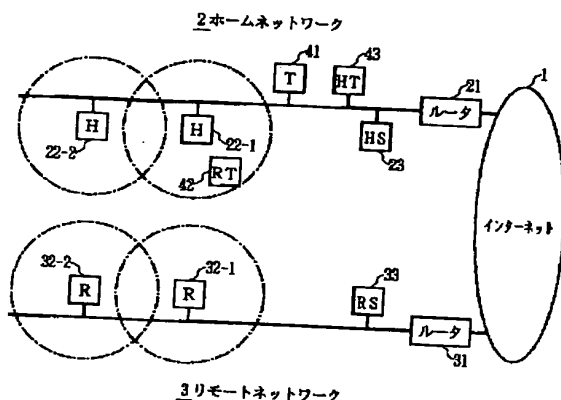 2 ホームネットワーク
41
43
T
HT
21
ルータ
1
H
22-2
H
22-1
42
RT
HS
23
インターネット
32-2
R
32-1
R
33
RS
ルータ
31
3 リモートネットワーク